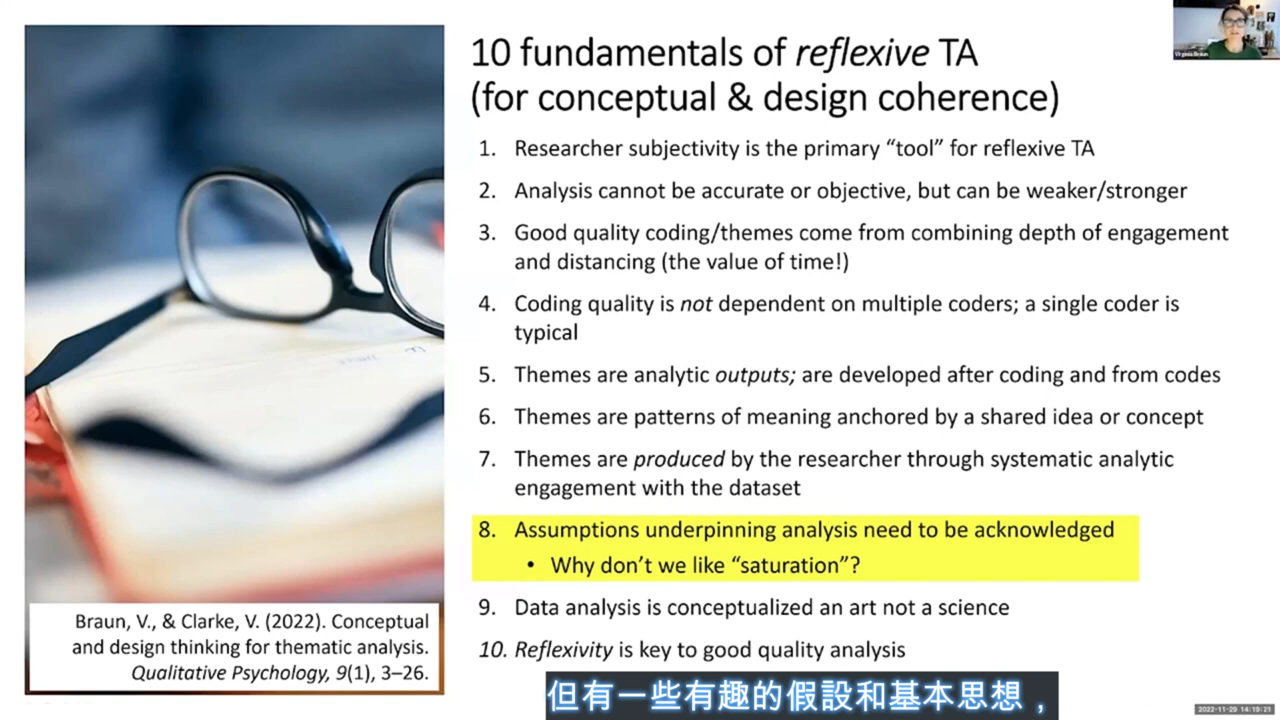 10 fundamentals of reflexive TA
(for conceptual & design coherence)
1. Researcher subjectivity is the primary “tool” for reflexive TA
2. Analysis cannot be accurate or objective, but can be weaker/stronger
3. Good quality coding/themes come from combining depth of engagement
and distancing (the value of time!)
4. Coding quality is not dependent on multiple coders; a single coder is
typical
5. Themes are analytic outputs; are developed after coding and from codes
6. Themes are patterns of meaning anchored by a shared idea or concept
7. Themes are produced by the researcher through systematic analytic
engagement with the dataset
8. Assumptions underpinning analysis need to be acknowledged
• Why don’t we like “saturation”?
9. Data analysis is conceptualized an art not a science
10. Reflexivity is key to good quality analysis
Braun, V., & Clarke, V. (2022). Conceptual
and design thinking for thematic analysis.
Qualitative Psychology, 9(1), 3–26.
Virginia Braun
但有一些有趣的假設和基本思想，
2022-11-29 14:19:21